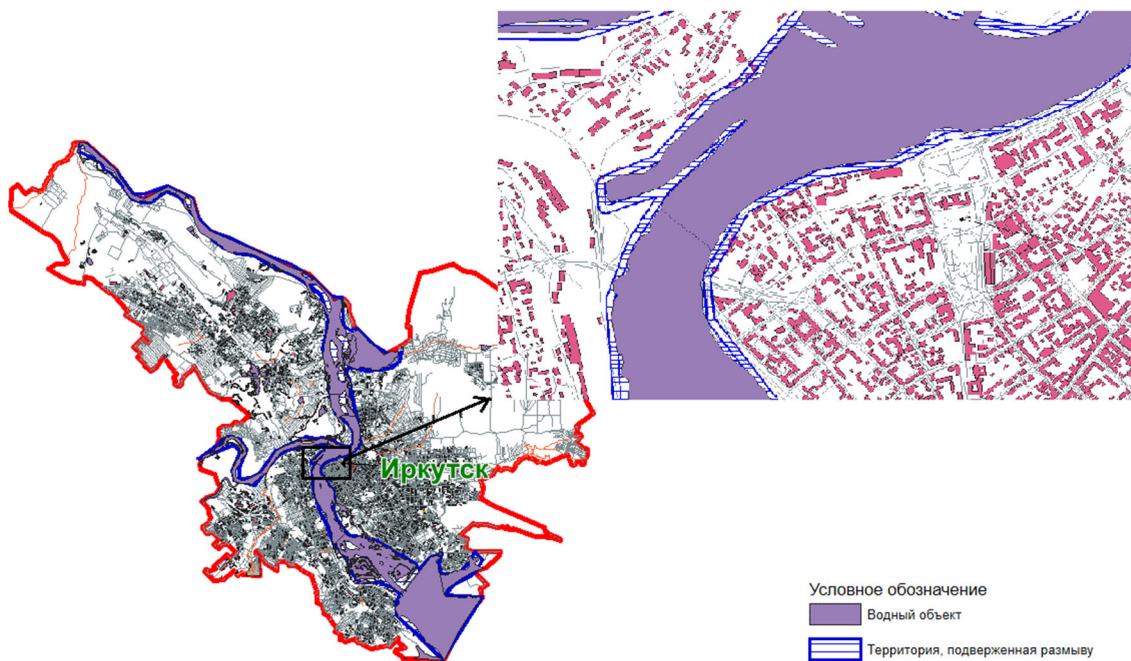 Иркутск
Условное обозначение
Водный объект
Территория, подверженная размыву